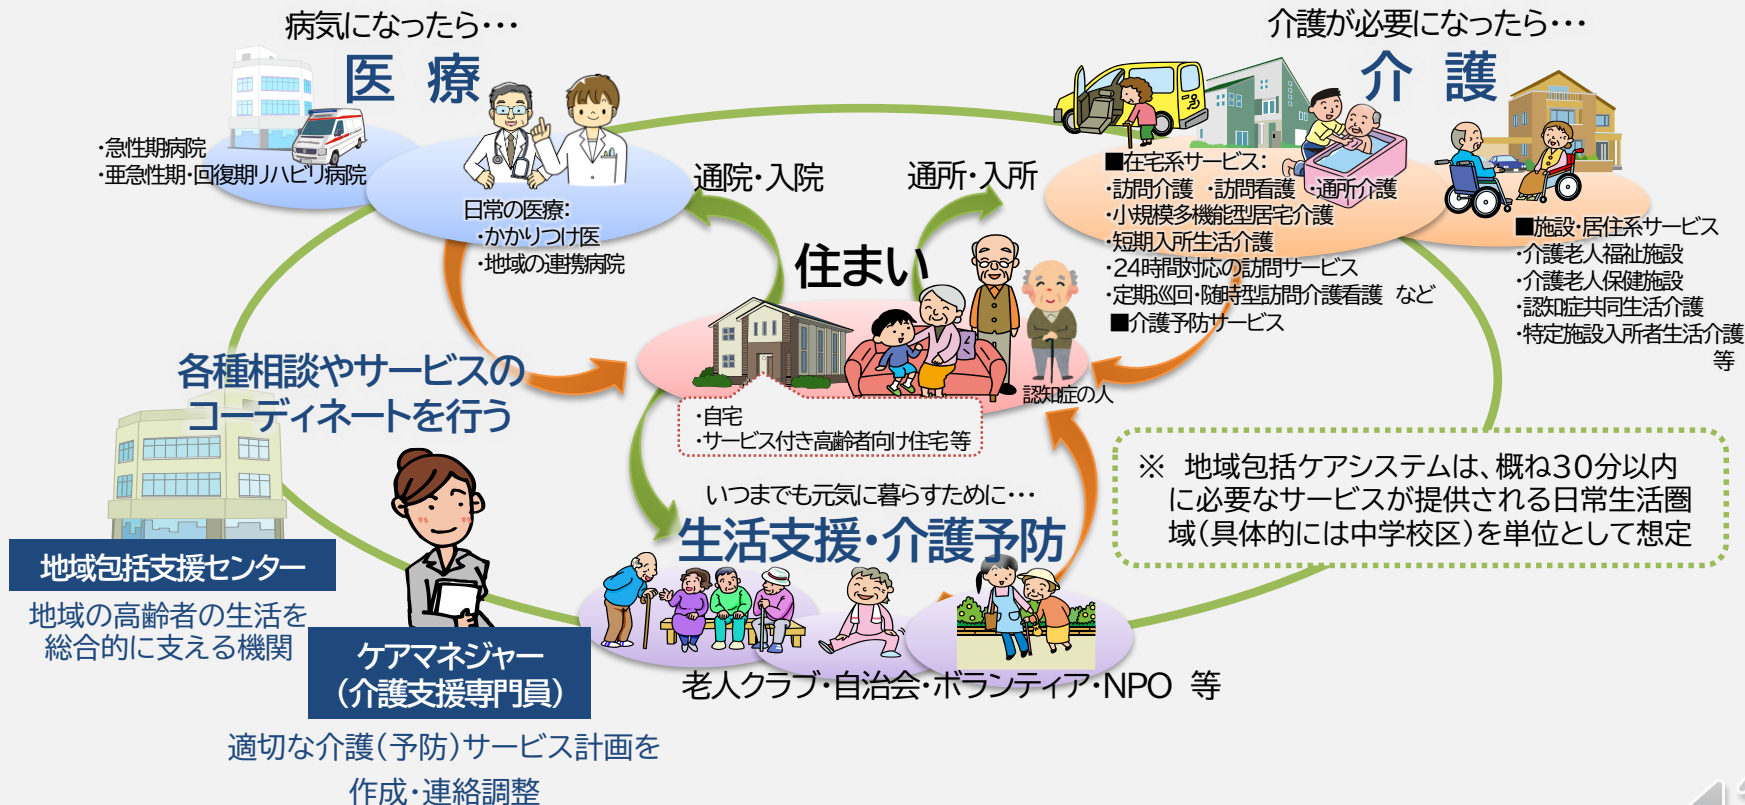 病気になったら・・・
医 療
・急性期病院
・亜急性期・回復期リハビリ病院
日常の医療：
・かかりつけ医
・地域の連携病院
通院・入院
通所・入所
介護が必要になったら・・・
介 護
■在宅系サービス：
・訪問介護 ・訪問看護 ・通所介護
・小規模多機能型居宅介護
・短期入所生活介護
・24時間対応の訪問サービス
・定期巡回・随時型訪問介護看護 など
■介護予防サービス
■施設・居住系サービス
・介護老人福祉施設
・介護老人保健施設
・認知症共同生活介護
・特定施設入所者生活介護
等
住まい
認知症の人
・自宅
・サービス付き高齢者向け住宅 等
各種相談やサービスの
コーディネートを行う
地域包括支援センター
地域の高齢者の生活を
総合的に支える機関
ケアマネジャー
（介護支援専門員）
適切な介護（予防）サービス計画を
作成・連絡調整
いつまでも元気に暮らすために・・・
生活支援・介護予防
老人クラブ・自治会・ボランティア・NPO 等
※ 地域包括ケアシステムは、概ね30分以内
に必要なサービスが提供される日常生活圏
域（具体的には中学校区）を単位として想定